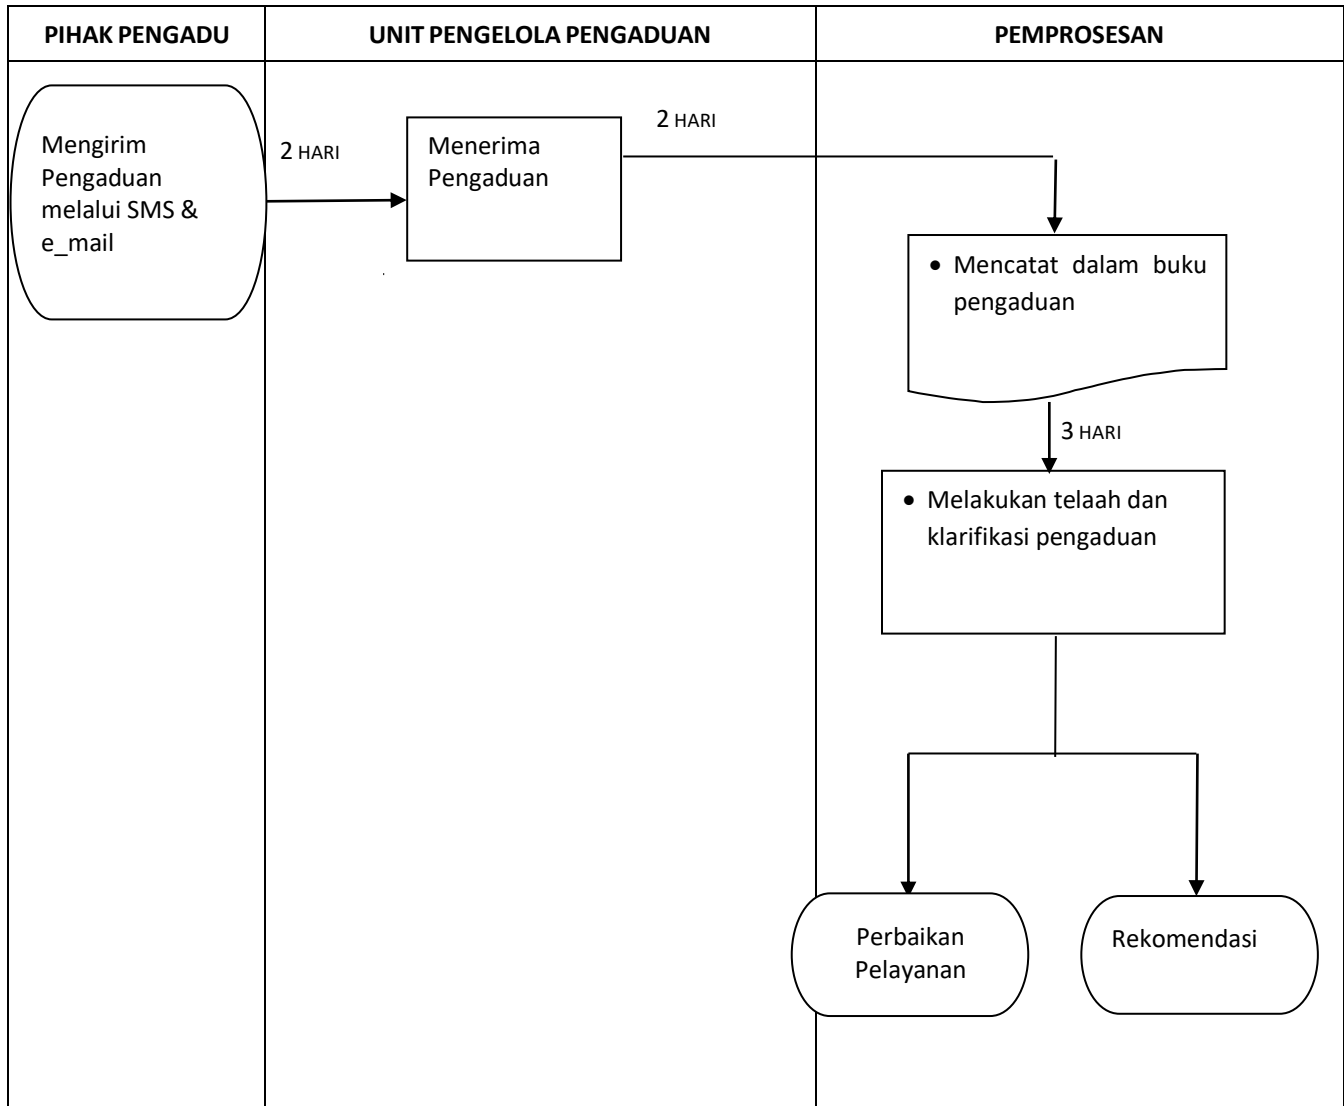 PIHAK PENGADU
UNIT PENGELOLA PENGADUAN
PEMPROSESAN
Mengirim
Pengaduan
melalui SMS &
e_mail
2 HARI
Menerima
Pengaduan
2 HARI
• Mencatat dalam buku
pengaduan
3 HARI
• Melakukan telaah dan
klarifikasi pengaduan
Perbaikan
Pelayanan
Rekomendasi